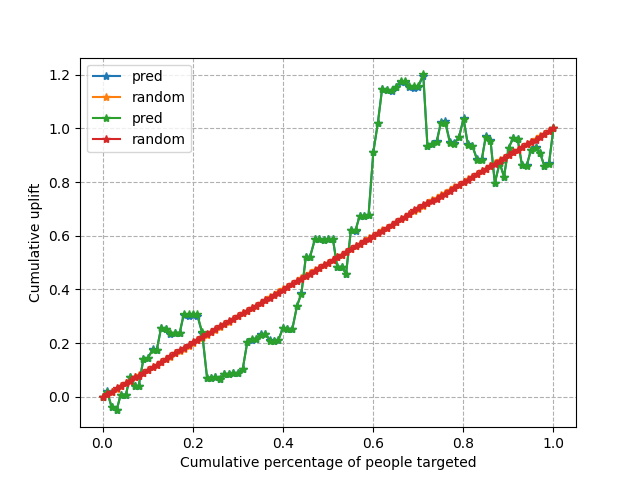 pred
random
pred
random
1.2
1.0
0.8
0.6
0.4
0.2
0.0
Cumulative uplift
0.0 0.2 0.4 0.6 0.8 1.0
Cumulative percentage of people targeted